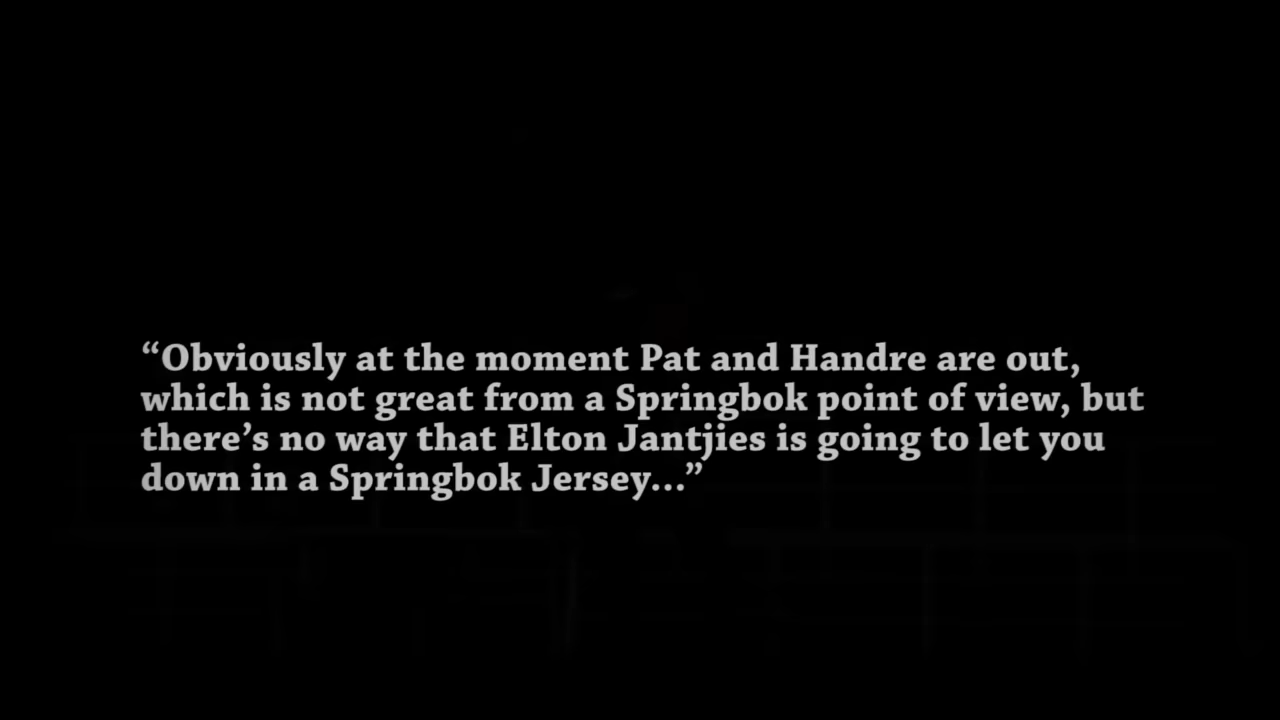 “Obviously at the moment Pat and Handre are out,
which is not great from a Springbok point of view, but
there’s no way that Elton Jantjies is going to let you
down in a Springbok Jersey...”